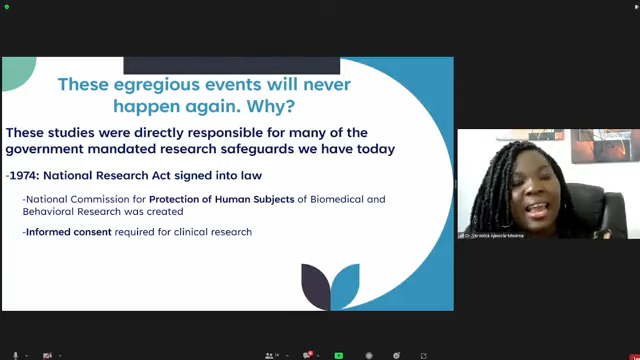 These egregious events will never
happen again. Why?
These studies were directly responsible for many of the
government mandated research safeguards we have today
-1974: National Research Act signed into law
-National Commission for Protection of Human Subjects of Biomedical and
Behavioral Research was created
-Informed consent required for clinical research